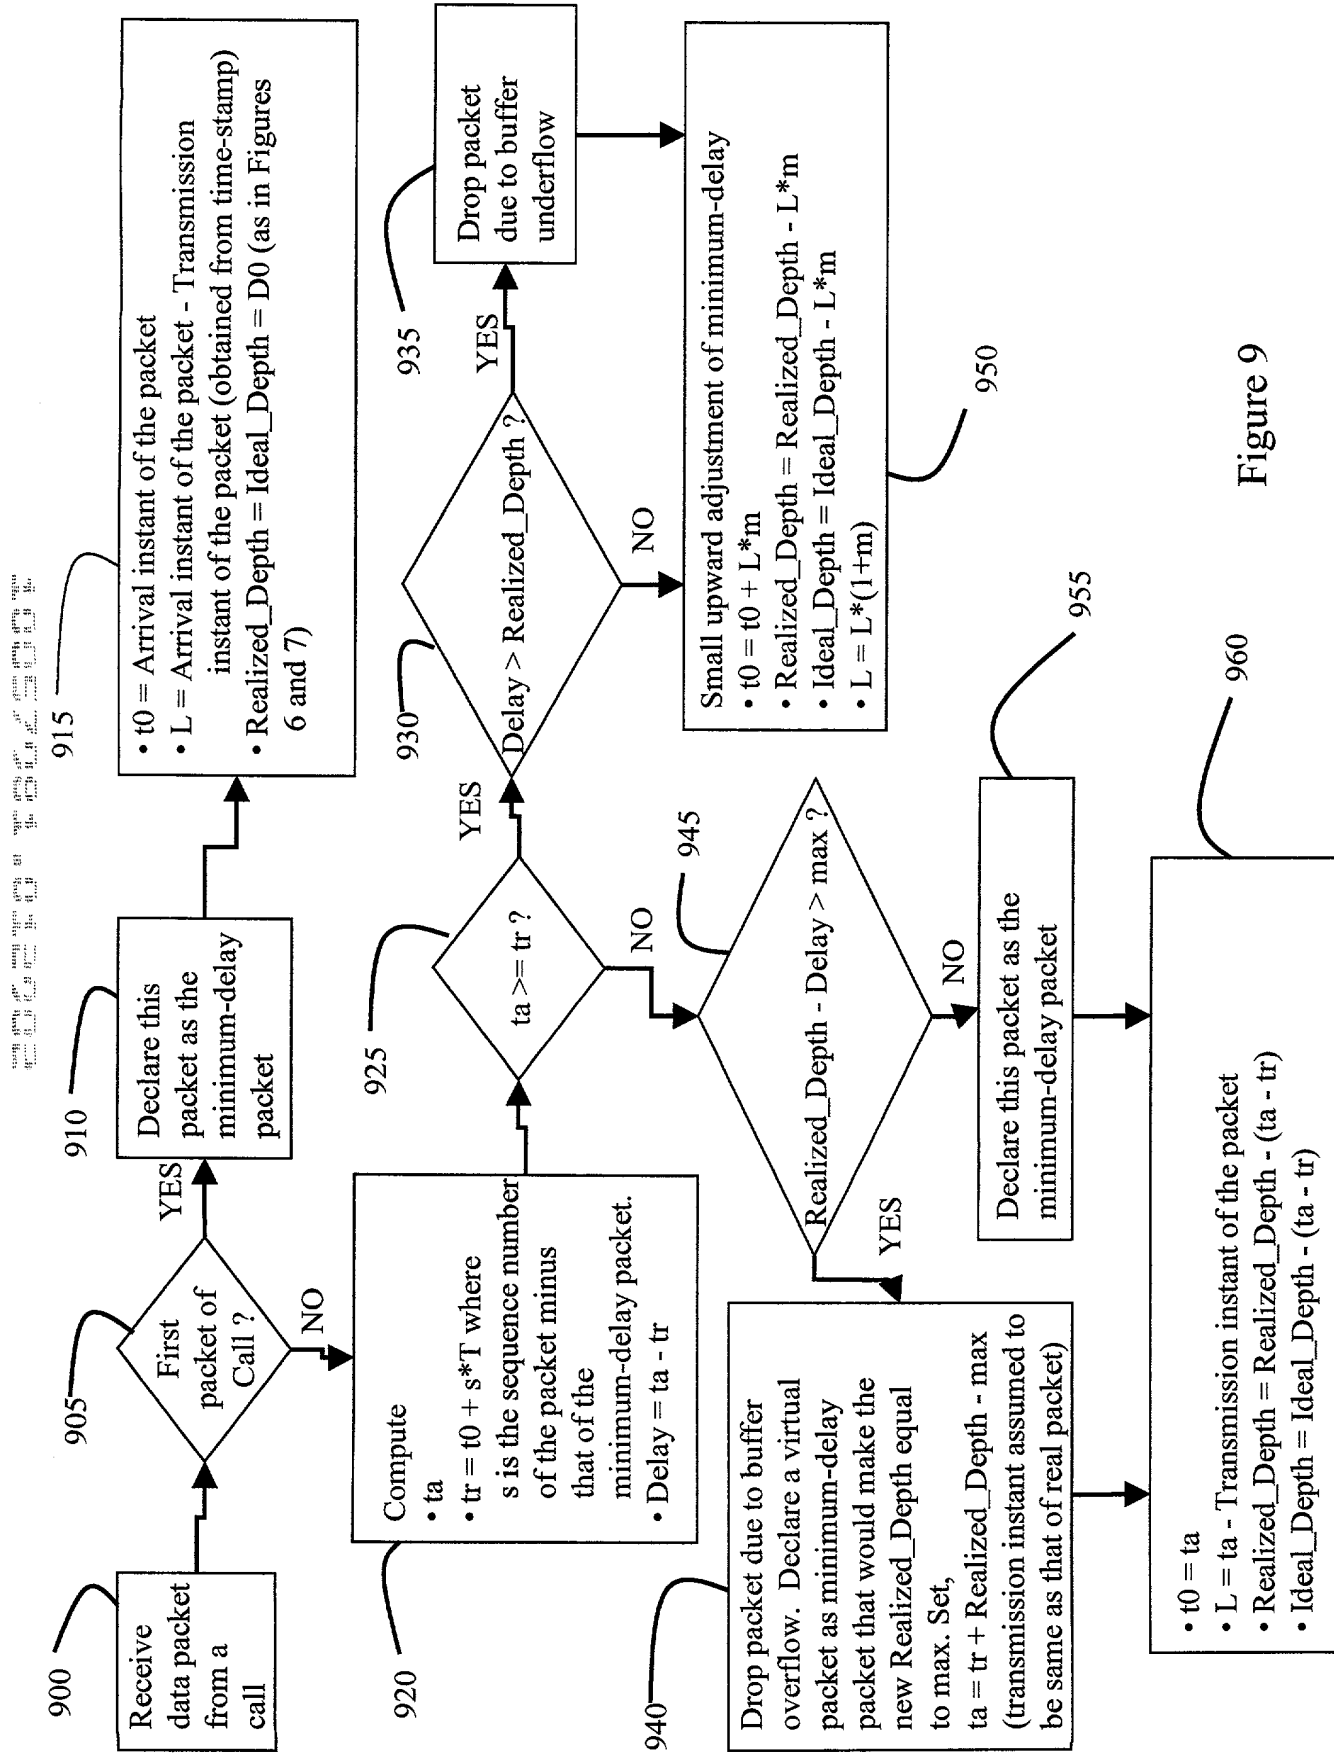 900
Receive
data packet
from a
call
905
First
packet of
Call ?
YES
NO
910
Declare this
packet as the
minimum-delay
packet
915
• t0 = Arrival instant of the packet
• L = Arrival instant of the packet - Transmission
instant of the packet (obtained from time-stamp)
• Realized_Depth = Ideal_Depth = D0 (as in Figures
6 and 7)
920
Compute
• ta
• tr = t0 + s*T where
s is the sequence number
of the packet minus
that of the
minimum-delay packet.
• Delay = ta - tr
925
ta >= tr ?
YES
NO
930
Delay > Realized_Depth ?
YES
NO
935
Drop packet
due to buffer
underflow
950
Small upward adjustment of minimum-delay
• t0 = t0 + L*m
• Realized_Depth = Realized_Depth - L*m
• Ideal_Depth = Ideal_Depth - L*m
• L = L*(1+m)
945
Realized_Depth - Delay > max ?
YES
NO
940
Drop packet due to buffer
overflow. Declare a virtual
packet as minimum-delay
packet that would make the
new Realized_Depth equal
to max. Set,
ta = tr + Realized_Depth - max
(transmission instant assumed to
be same as that of real packet)
955
Declare this packet as the
minimum-delay packet
960
• t0 = ta
• L = ta - Transmission instant of the packet
• Realized_Depth = Realized_Depth - (ta - tr)
• Ideal_Depth = Ideal_Depth - (ta - tr)
Figure 9